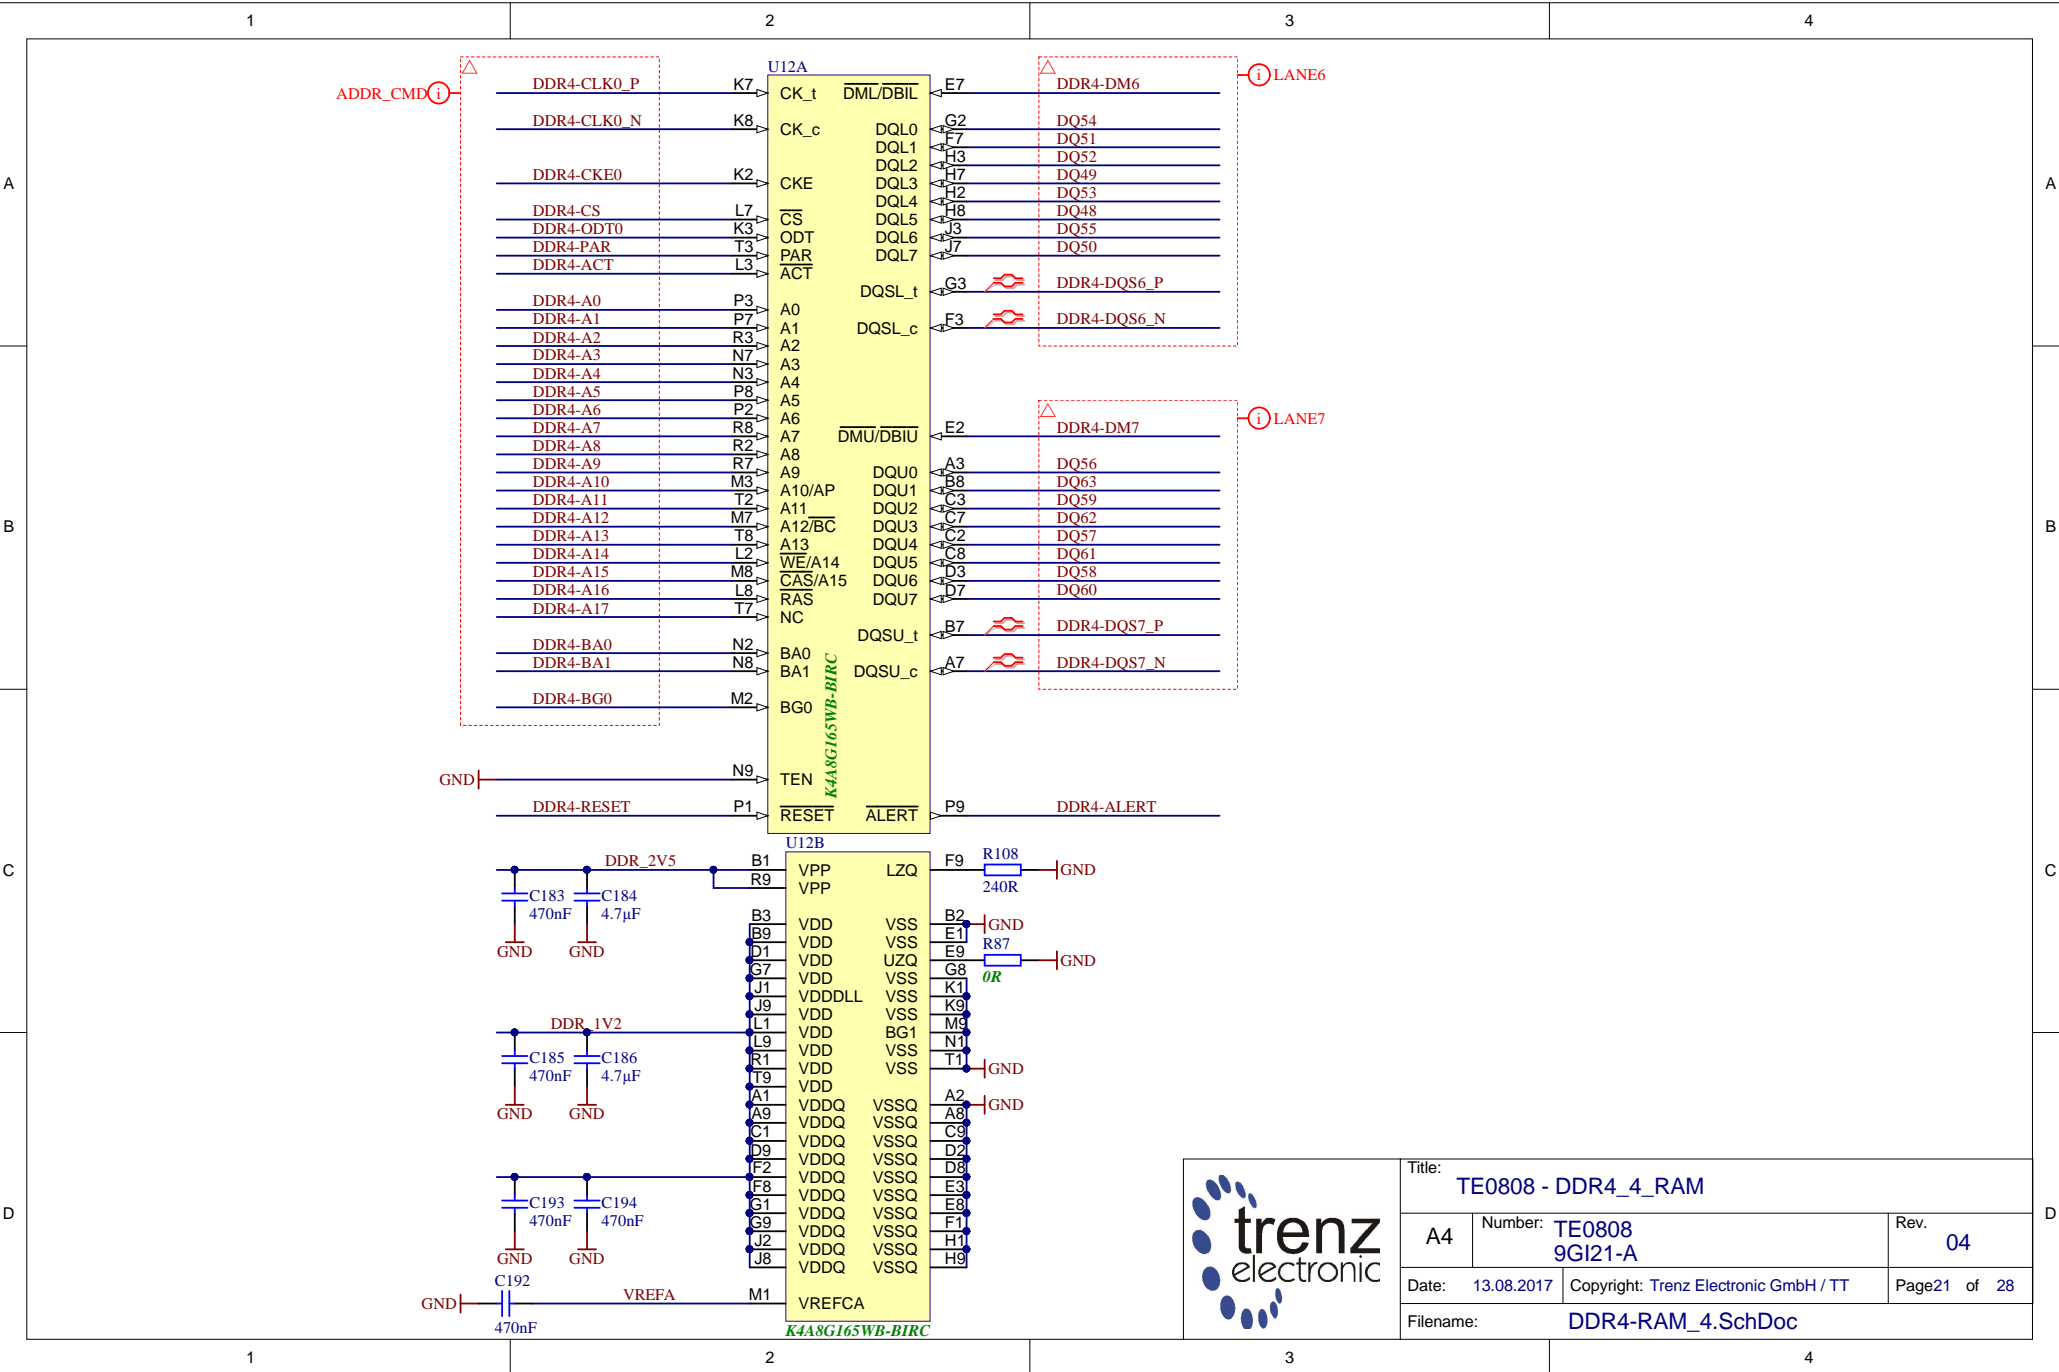 1 2 3 4
A
B
C
D
A
B
C
D
ADDR_CMD i
U12A
DDR4-CLK0_P K7 CK_t
DDR4-CLK0_N K8 CK_c
DDR4-CKE0 K2 CKE
DDR4-CS L7 CS
DDR4-ODT0 K3 ODT
DDR4-PAR T3 PAR
DDR4-ACT L3 ACT
DDR4-A0 P3 A0
DDR4-A1 P7 A1
DDR4-A2 R3 A2
DDR4-A3 N7 A3
DDR4-A4 N3 A4
DDR4-A5 P8 A5
DDR4-A6 P2 A6
DDR4-A7 R8 A7
DDR4-A8 R2 A8
DDR4-A9 R7 A9
DDR4-A10 M3 A10/AP
DDR4-A11 T2 A11
DDR4-A12 M7 A12/BC
DDR4-A13 T8 A13
DDR4-A14 L2 WE/A14
DDR4-A15 M8 CAS/A15
DDR4-A16 L8 RAS
DDR4-A17 T7 NC
DDR4-BA0 N2 BA0
DDR4-BA1 N8 BA1
DDR4-BG0 M2 BG0
GND N9 TEN
DDR4-RESET P1 RESET
K4A8G165WB-BIRC
DML/DBIL E7 DDR4-DM6
i LANE6
DQL0 G2 DQ54
DQL1 F7 DQ51
DQL2 H3 DQ52
DQL3 H7 DQ49
DQL4 H2 DQ53
DQL5 H8 DQ48
DQL6 J3 DQ55
DQL7 J7 DQ50
DQSL_t G3 DDR4-DQS6_P
DQSL_c F3 DDR4-DQS6_N
i LANE7
DMU/DBIU E2 DDR4-DM7
DQU0 A3 DQ56
DQU1 B8 DQ63
DQU2 C3 DQ59
DQU3 C7 DQ62
DQU4 C2 DQ57
DQU5 C8 DQ61
DQU6 D3 DQ58
DQU7 D7 DQ60
DQSU_t B7 DDR4-DQS7_P
DQSU_c A7 DDR4-DQS7_N
ALERT P9 DDR4-ALERT
U12B
DDR_2V5 B1 VPP
R9 VPP
C183
470nF
GND
C184
4.7µF
GND
B3 VDD
B9 VDD
D1 VDD
G7 VDD
J1 VDDDLL
J9 VDD
DDR_1V2 L1 VDD
L9 VDD
R1 VDD
T9 VDD
C185
470nF
GND
C186
4.7µF
GND
A1 VDDQ
A9 VDDQ
C1 VDDQ
D9 VDDQ
F2 VDDQ
F8 VDDQ
G1 VDDQ
G9 VDDQ
J2 VDDQ
J8 VDDQ
C193
470nF
GND
C194
470nF
GND
GND C192 VREFA M1 VREFCA
470nF
LZQ F9 R108 GND
240R
VSS B2 GND
VSS E1
UZQ E9 R87 GND
0R
VSS G8
VSS K1
VSS K9
BG1 M9
VSS N1
VSS T1 GND
VSSQ A2 GND
VSSQ A8
VSSQ C9
VSSQ D2
VSSQ D8
VSSQ E3
VSSQ E8
VSSQ F1
VSSQ H1
VSSQ H9
K4A8G165WB-BIRC
trenz
electronic
Title:
TE0808 - DDR4_4_RAM
A4
Number: TE0808
9GI21-A
Rev.
04
Date: 13.08.2017
Copyright: Trenz Electronic GmbH / TT
Page21 of 28
Filename: DDR4-RAM_4.SchDoc
1 2 3 4